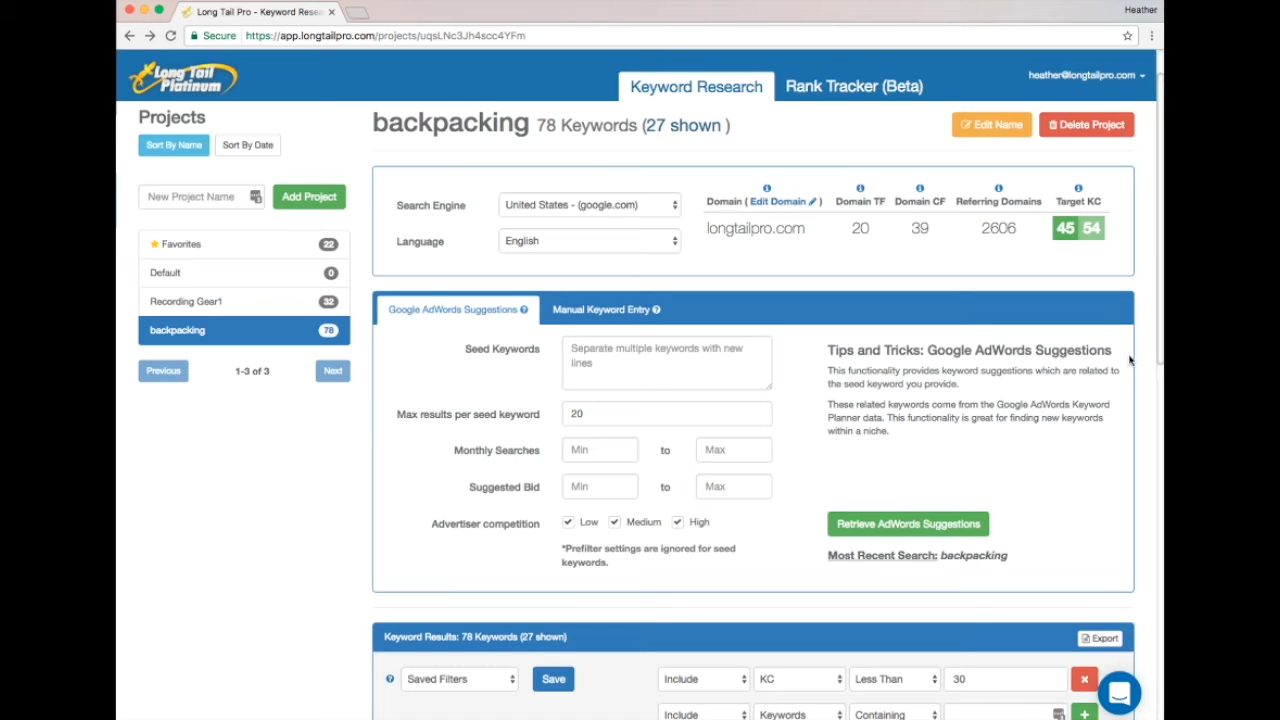 Long Tail Pro - Keyword Resea
Heather
Secure
https://app.longtailpro.com/projects/uqsLNc3Jh4scc4YFm
Long Tail
Platinum
Keyword Research
Rank Tracker (Beta)
heather@longtailpro.com
Projects
Sort By Name
Sort By Date
New Project Name
Add Project
Favorites 22
Default 0
Recording Gear1 32
backpacking 78
Previous
1-3 of 3
Next
backpacking 78 Keywords (27 shown )
Edit Name
Delete Project
Search Engine
United States - (google.com)
Language
English
Domain ( Edit Domain )
Domain TF
Domain CF
Referring Domains
Target KC
longtailpro.com
20
39
2606
45 54
Google AdWords Suggestions ?
Manual Keyword Entry ?
Seed Keywords
Separate multiple keywords with new
lines
Max results per seed keyword
20
Monthly Searches
Min
to
Max
Suggested Bid
Min
to
Max
Advertiser competition
Low
Medium
High
*Prefilter settings are ignored for seed
keywords.
Tips and Tricks: Google AdWords Suggestions
This functionality provides keyword suggestions which are related to
the seed keyword you provide.
These related keywords come from the Google AdWords Keyword
Planner data. This functionality is great for finding new keywords
within a niche.
Retrieve AdWords Suggestions
Most Recent Search: backpacking
Keyword Results: 78 Keywords (27 shown)
Export
?
Saved Filters
Save
Include
KC
Less Than
30
Include
Keywords
Containing